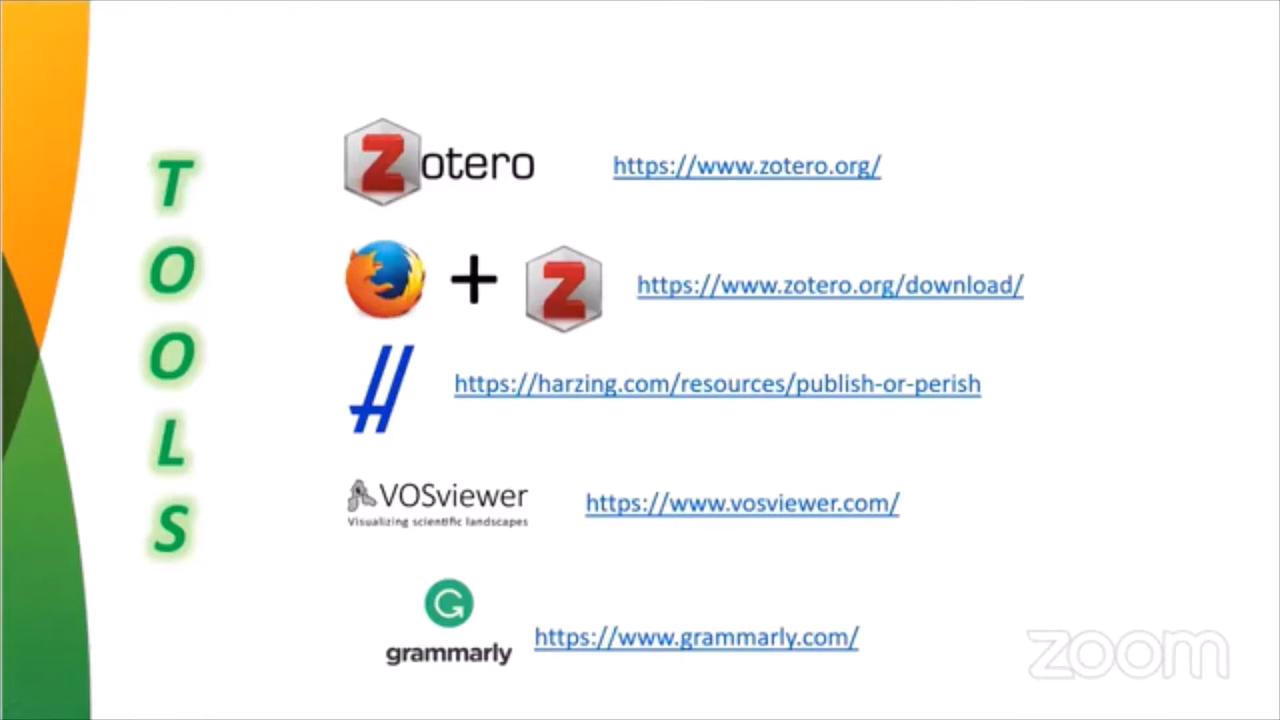 TOOLS
Zotero
https://www.zotero.org/
+ Z
https://www.zotero.org/download/
https://harzing.com/resources/publish-or-perish
VOSviewer
Visualizing scientific landscapes
https://www.vosviewer.com/
G
grammarly
https://www.grammarly.com/
zoom